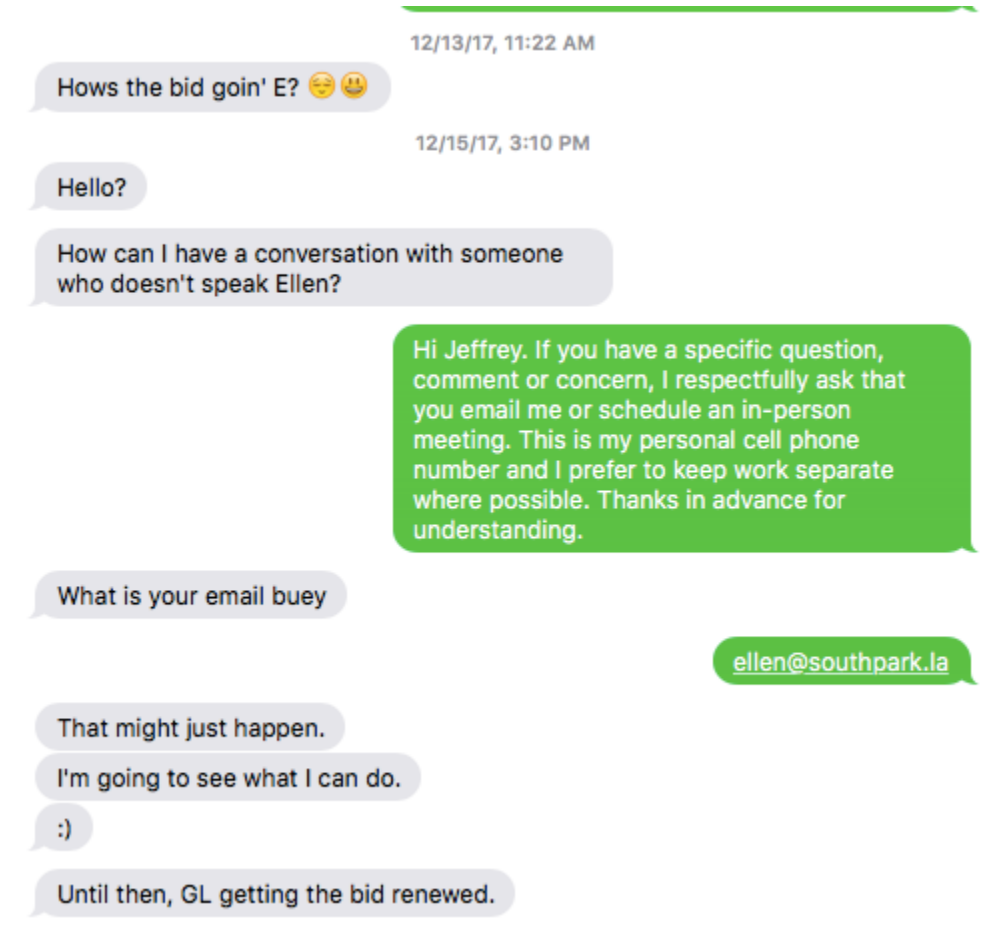 12/13/17, 11:22 AM
Hows the bid goin' E? 😌😃
12/15/17, 3:10 PM
Hello?
How can I have a conversation with someone
who doesn't speak Ellen?
Hi Jeffrey. If you have a specific question,
comment or concern, I respectfully ask that
you email me or schedule an in-person
meeting. This is my personal cell phone
number and I prefer to keep work separate
where possible. Thanks in advance for
understanding.
What is your email buey
ellen@southpark.la
That might just happen.
I'm going to see what I can do.
:)
Until then, GL getting the bid renewed.